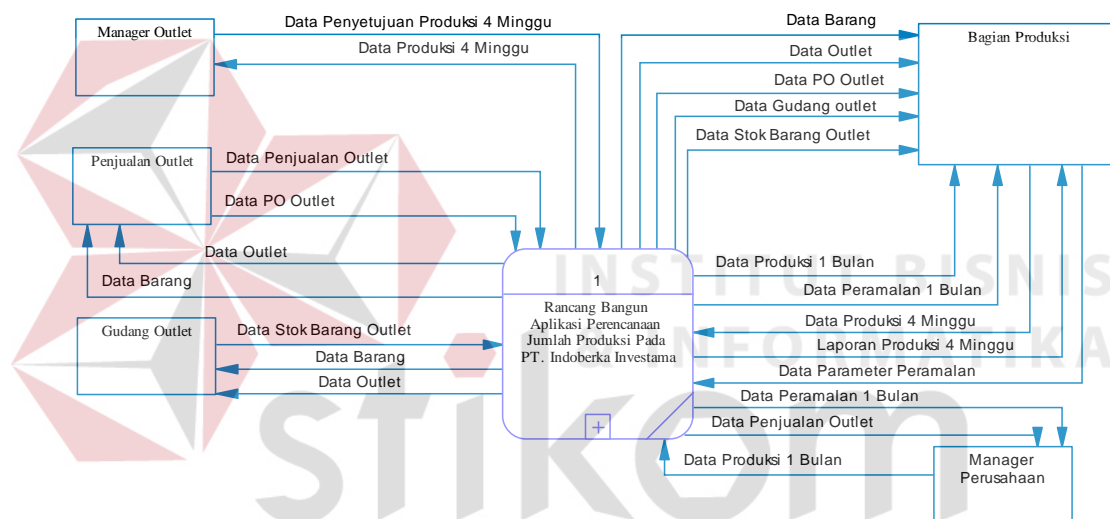 Manager Outlet
Data Penyetujuan Produksi 4 Minggu
Data Produksi 4 Minggu
Data Barang
Data Outlet
Data PO Outlet
Data Gudang outlet
Data Stok Barang Outlet
Bagian Produksi
Penjualan Outlet
Data Penjualan Outlet
Data PO Outlet
Data Outlet
Data Barang
Gudang Outlet
Data Stok Barang Outlet
Data Barang
Data Outlet
1
Rancang Bangun
Aplikasi Perencanaan
Jumlah Produksi Pada
PT. Indoberka Investama
Data Produksi 1 Bulan
Data Peramalan 1 Bulan
Data Produksi 4 Minggu
Laporan Produksi 4 Minggu
Data Parameter Peramalan
Data Peramalan 1 Bulan
Data Penjualan Outlet
Data Produksi 1 Bulan
Manager
Perusahaan
INSTITUT BISNIS
& INFORMATIKA
stikom